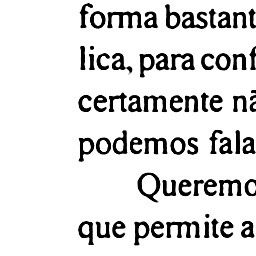 forma bastant
lica, para conf
certamente nã
podemos fala
Queremo
que permite a